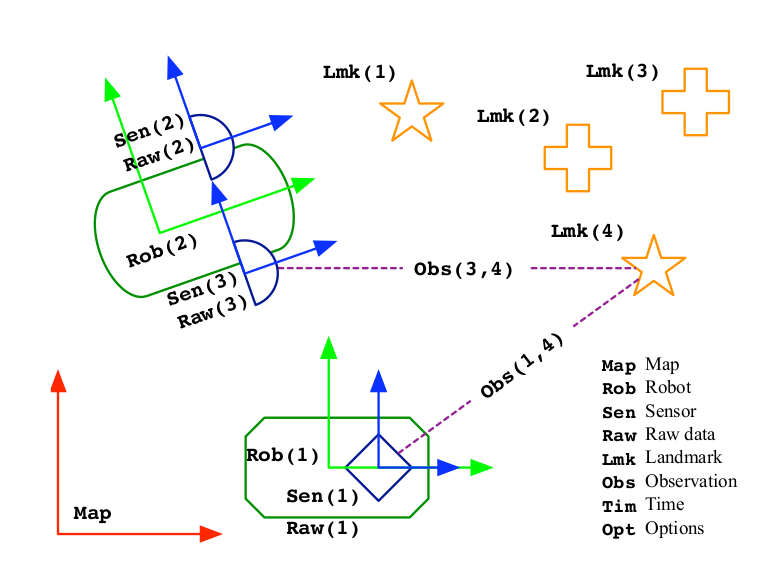 Lmk(1)
Lmk(3)
Lmk(2)
Sen(2)
Raw(2)
Rob(2)
Lmk(4)
Sen(3)
Raw(3)
Obs(3,4)
Obs(1,4)
Rob(1)
Sen(1)
Raw(1)
Map
Map Map
Rob Robot
Sen Sensor
Raw Raw data
Lmk Landmark
Obs Observation
Tim Time
Opt Options